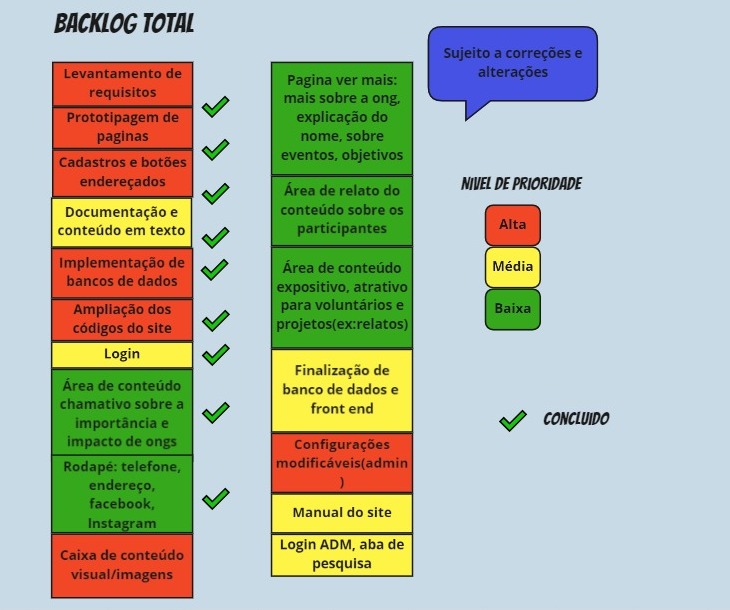 BACKLOG TOTAL
Levantamento de
requisitos
Prototipagem de
paginas
Cadastros e botões
endereçados
Documentação e
conteúdo em texto
Implementação de
bancos de dados
Ampliação dos
códigos do site
Login
Área de conteúdo
chamativo sobre a
importância e
impacto de ongs
Rodapé: telefone,
endereço,
facebook,
Instagram
Caixa de conteúdo
visual/imagens
Pagina ver mais:
mais sobre a ong,
explicação do
nome, sobre
eventos, objetivos
Área de relato do
conteúdo sobre os
participantes
Área de conteúdo
expositivo, atrativo
para voluntários e
projetos(ex:relatos)
Finalização de
banco de dados e
front end
Configurações
modificáveis(admin
)
Manual do site
Login ADM, aba de
pesquisa
Sujeito a correções e
alterações
NIVEL DE PRIORIDADE
Alta
Média
Baixa
CONCLUIDO